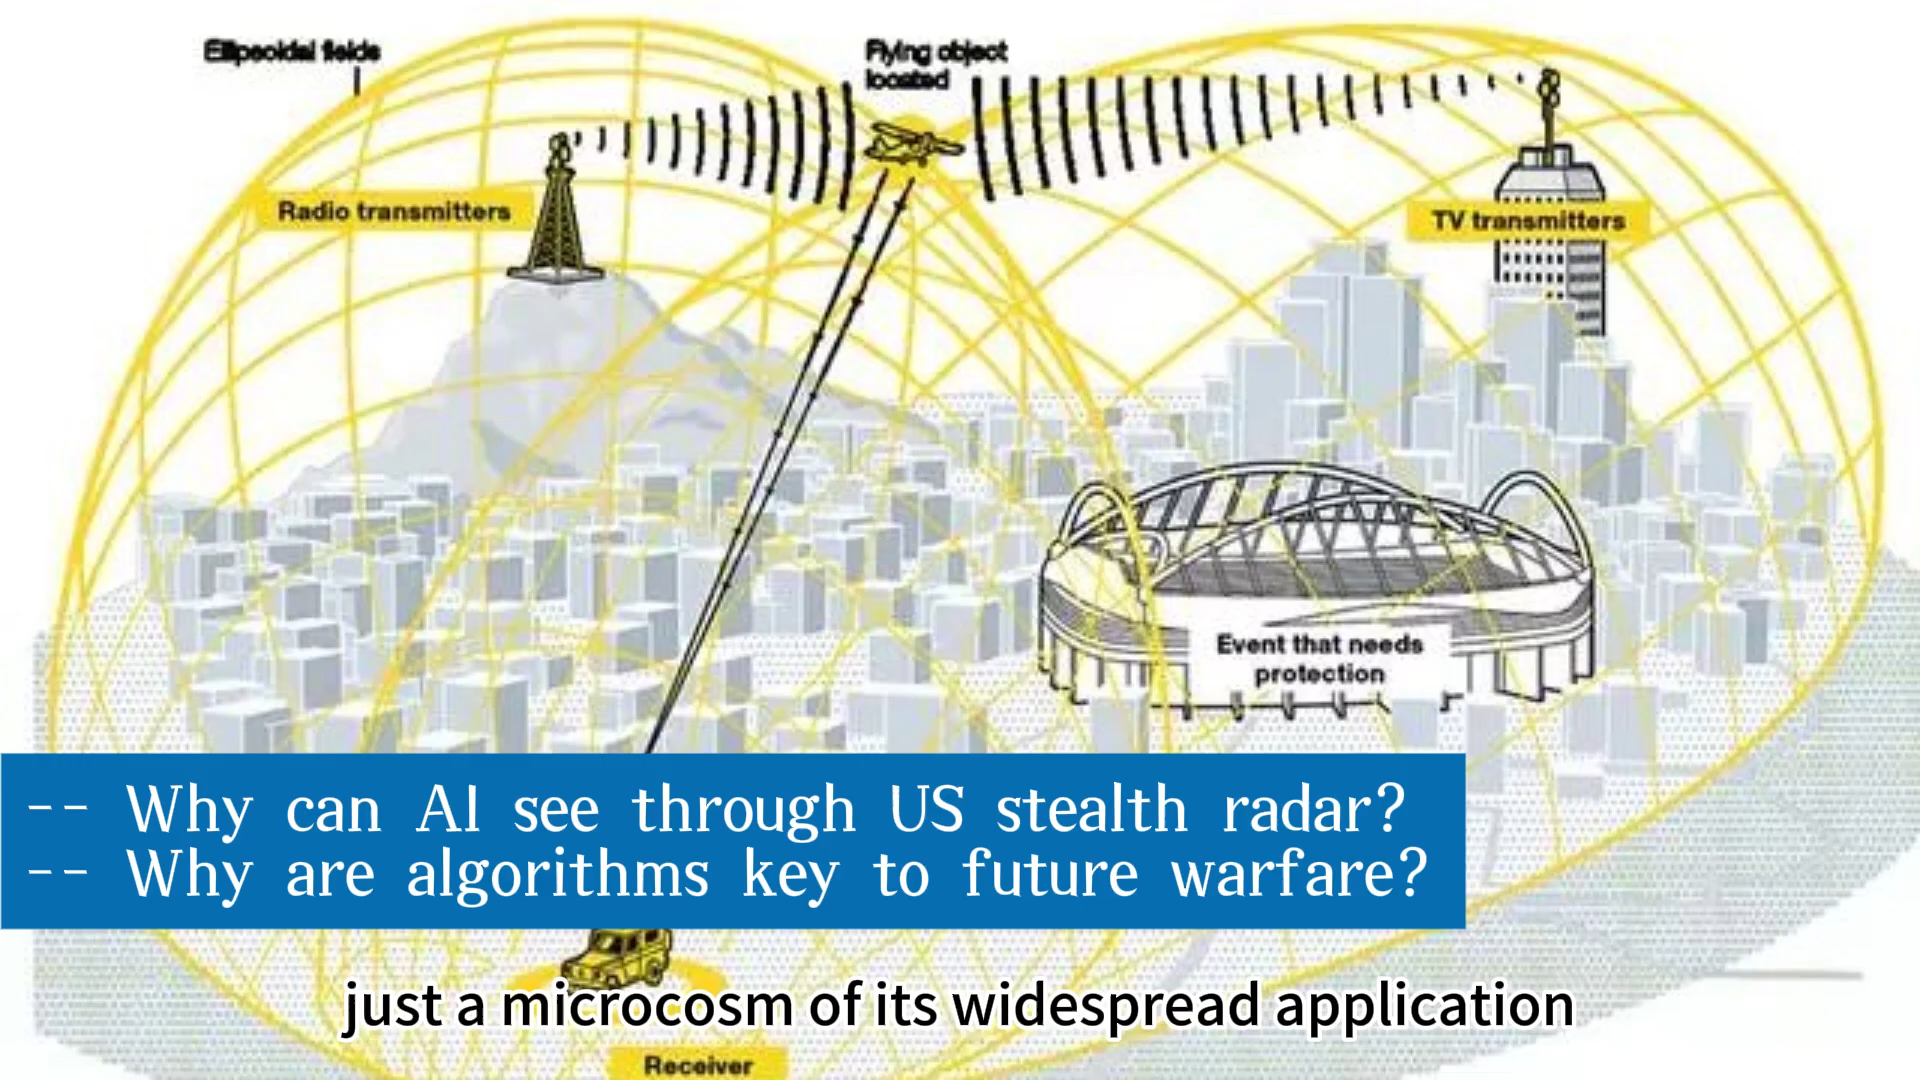 Ellipsoidal fields
Flying object
located
Radio transmitters
TV transmitters
Event that needs
protection
-- Why can AI see through US stealth radar?
-- Why are algorithms key to future warfare?
just a microcosm of its widespread application
Receiver